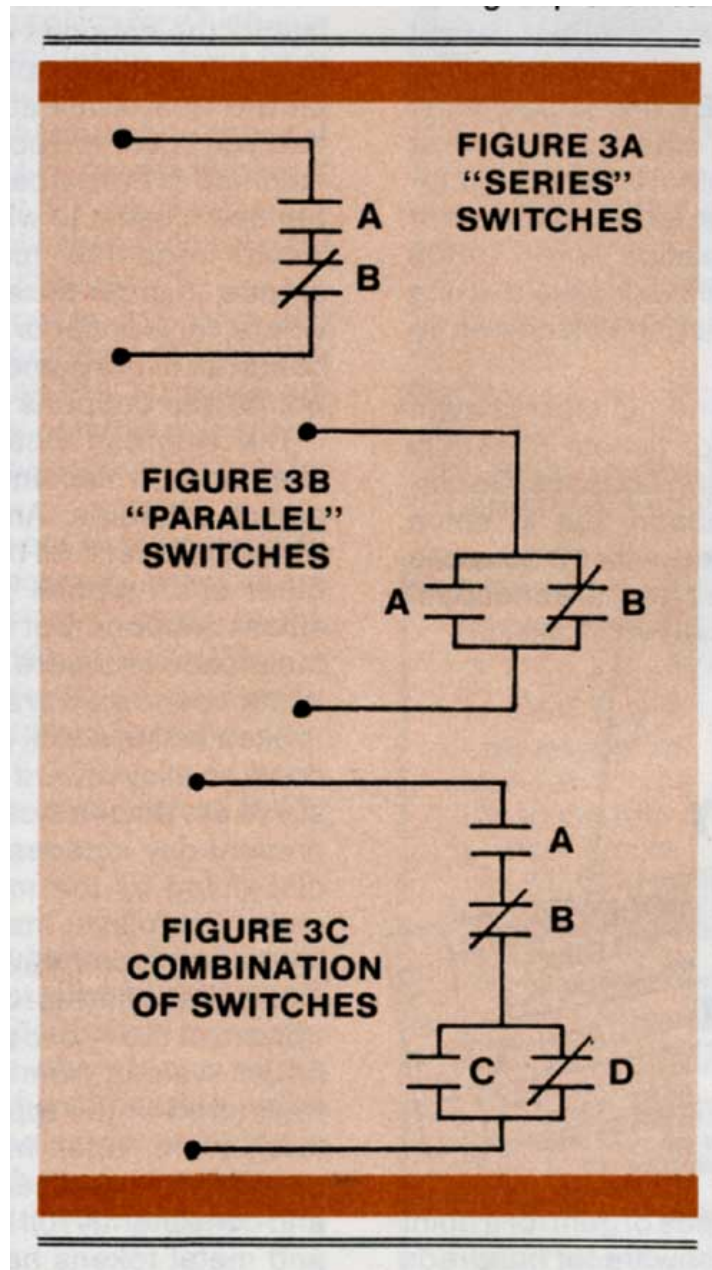 FIGURE 3A
“SERIES”
SWITCHES
A
B
FIGURE 3B
“PARALLEL”
SWITCHES
A
B
A
B
FIGURE 3C
COMBINATION
OF SWITCHES
C
D